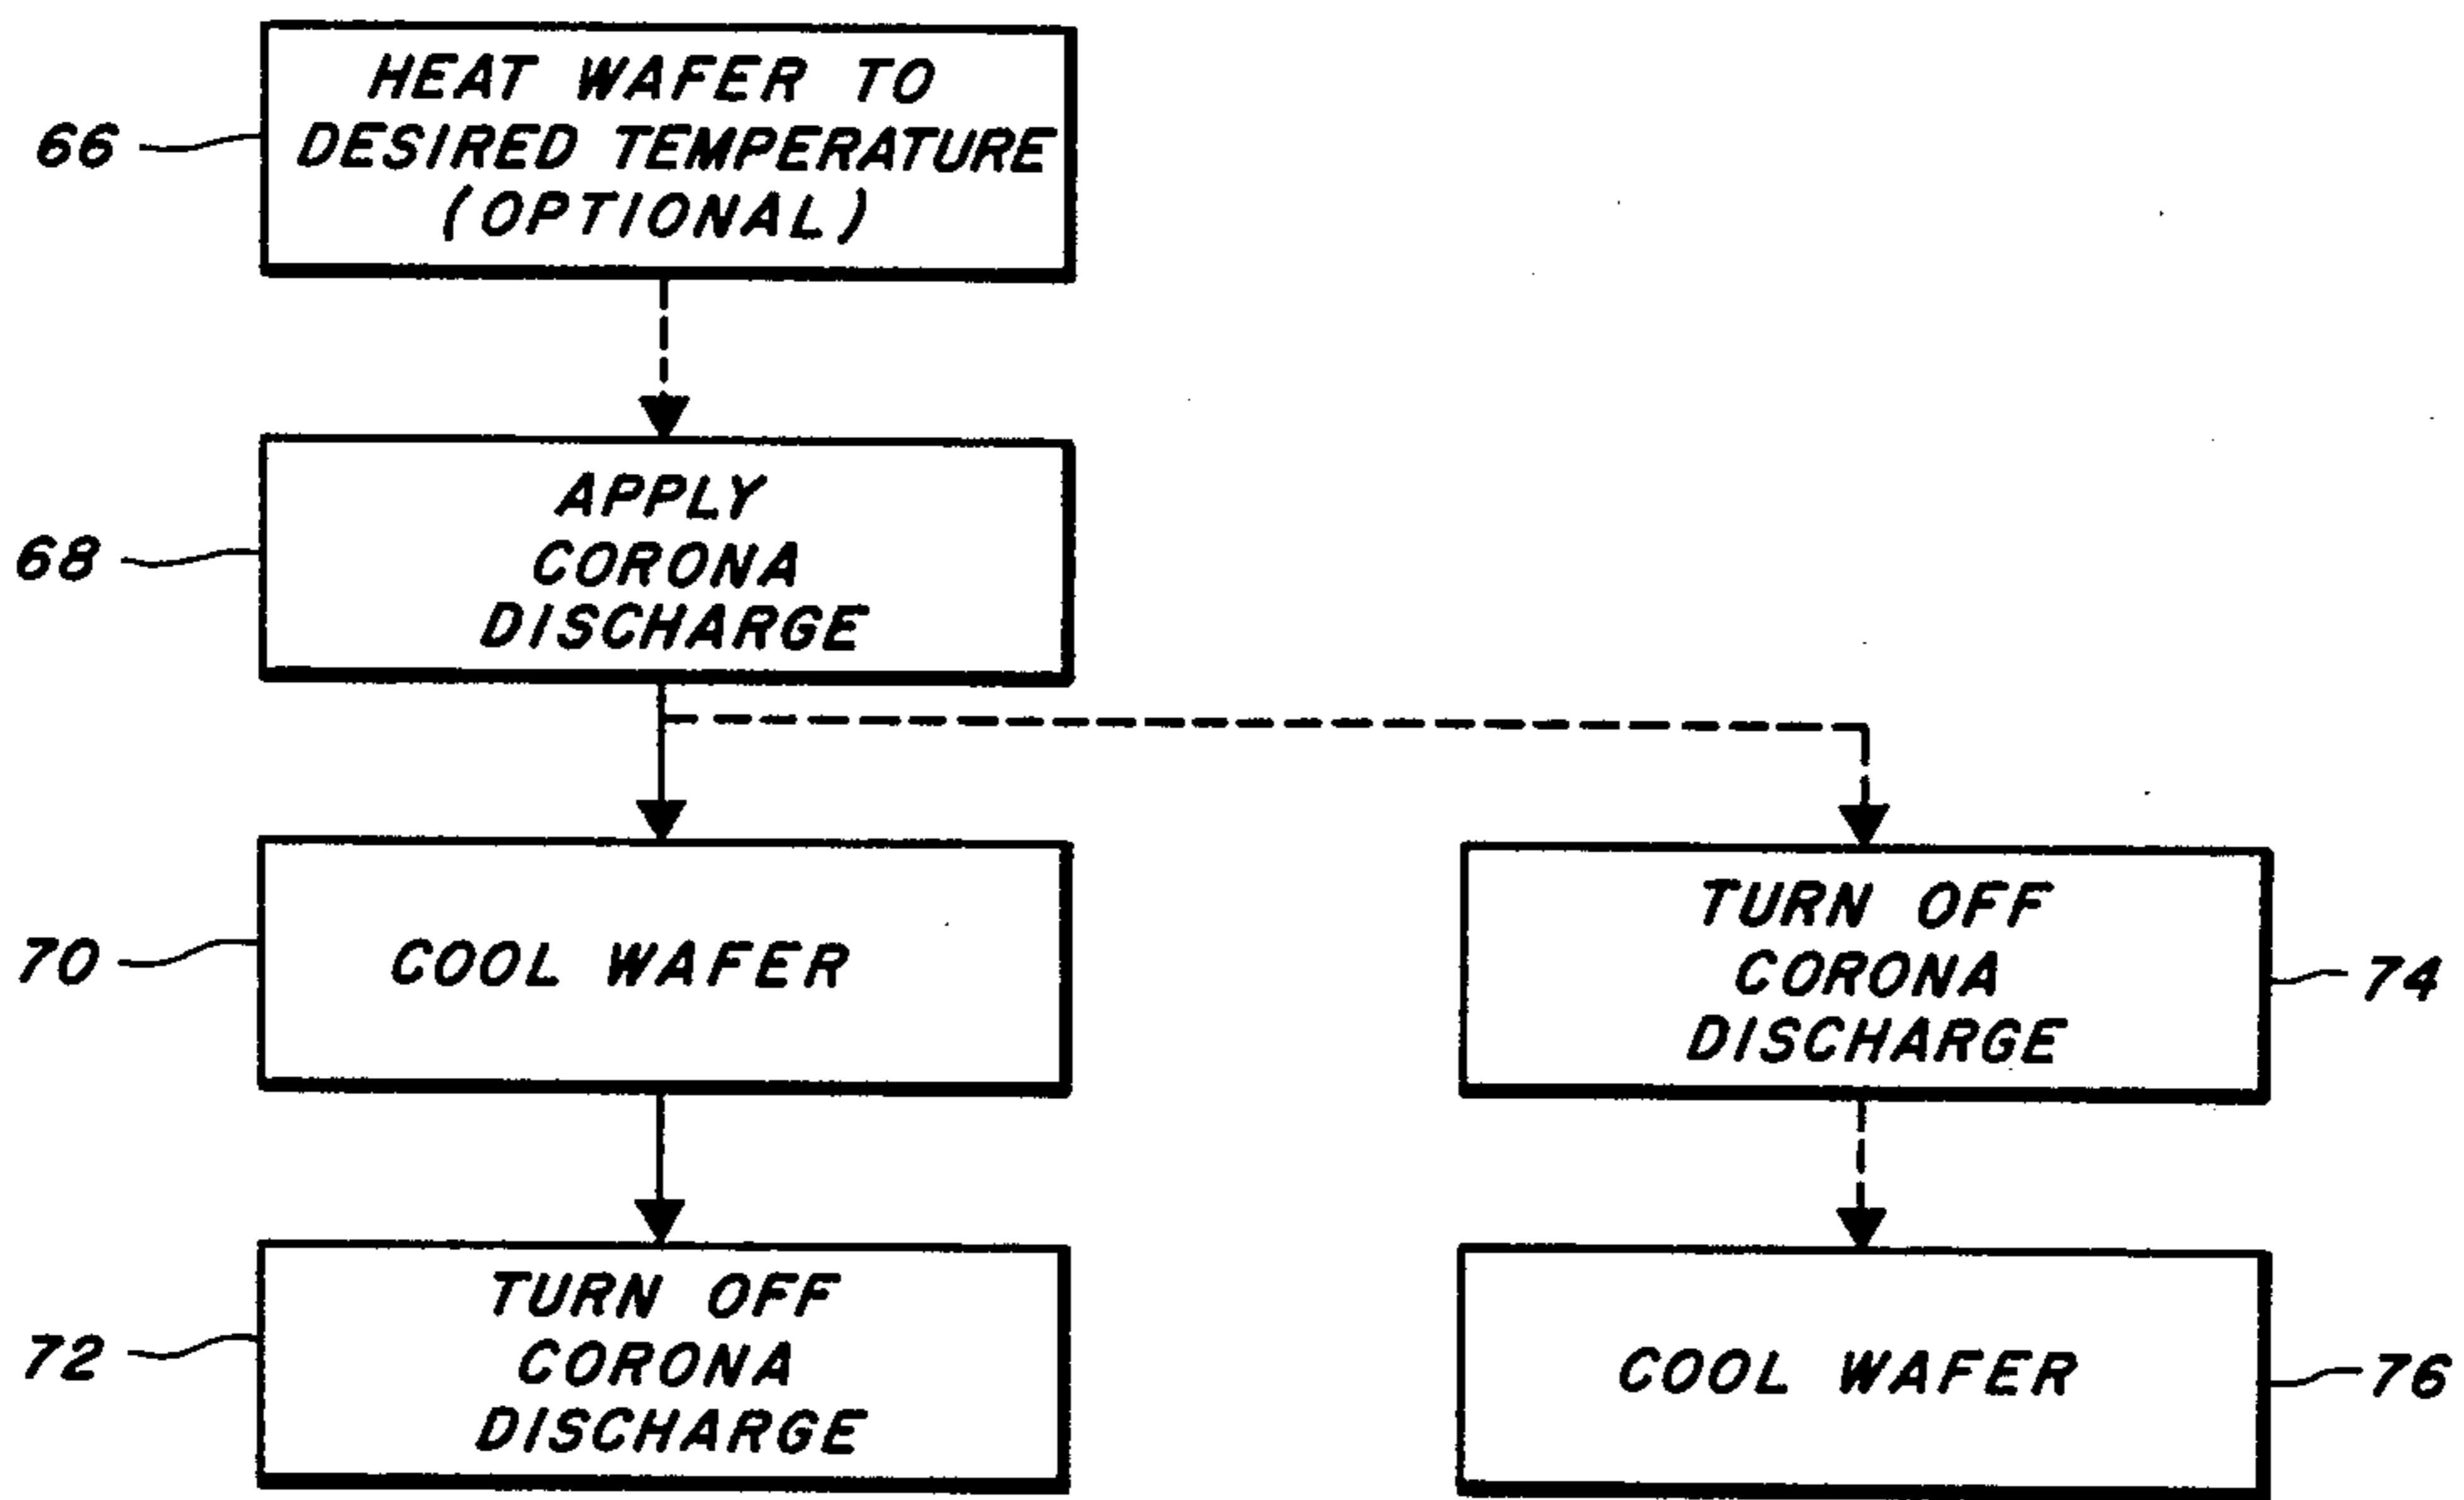 HEAT WAFER TO
DESIRED TEMPERATURE
(OPTIONAL)
66
APPLY
CORONA
DISCHARGE
68
COOL WAFER
70
TURN OFF
CORONA
DISCHARGE
74
TURN OFF
CORONA
DISCHARGE
72
COOL WAFER
76